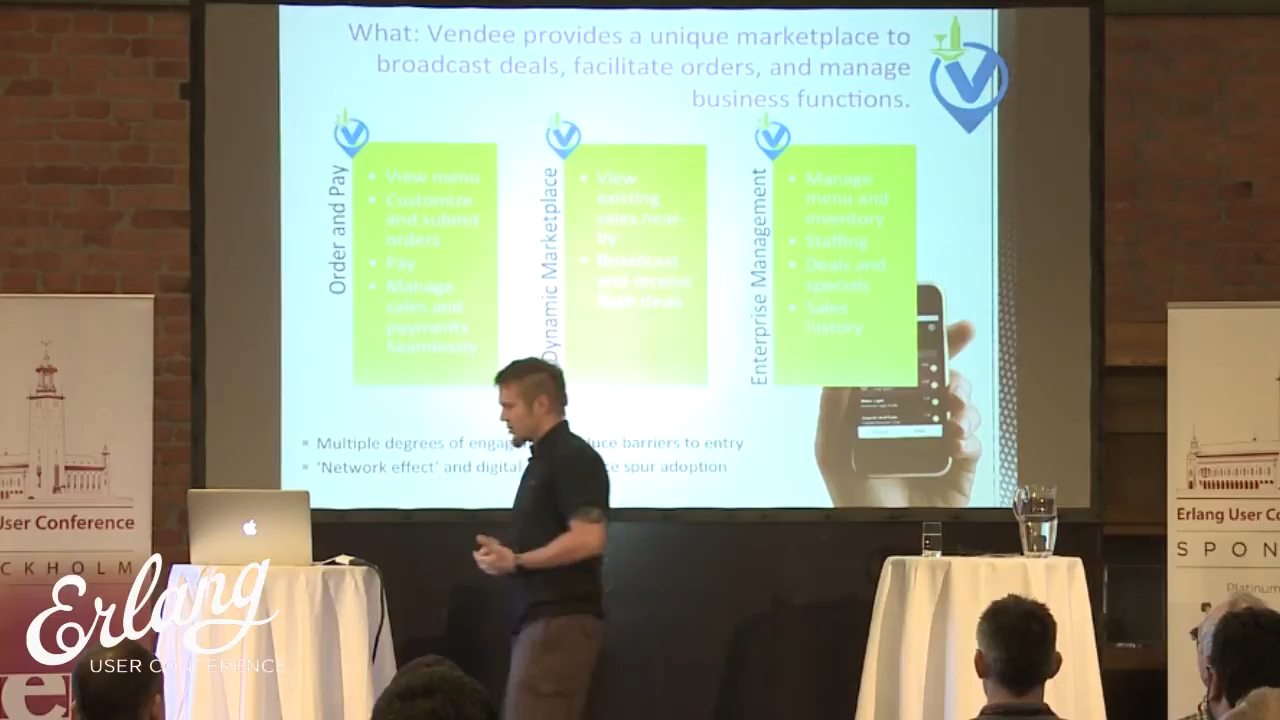 What: Vendee provides a unique marketplace to
broadcast deals, facilitate orders, and manage
business functions.
Order and Pay
• View menu
• Customize
and submit
orders
• Pay
• Manage
sales and
payments
Seamlessly
Dynamic Marketplace
• View
existing
sales near-
by
• Broadcast
and receive
flash deals
Enterprise Management
• Manage
menu and
inventory
• Staffing
• Deals and
specials
• Sales
history
Multiple degrees of engag duce barriers to entry
'Network effect' and digital ce spur adoption
User Conference
CKHOLM
Erlang
USER CONFERENCE
e
Erlang User Co
SPON
Platinum